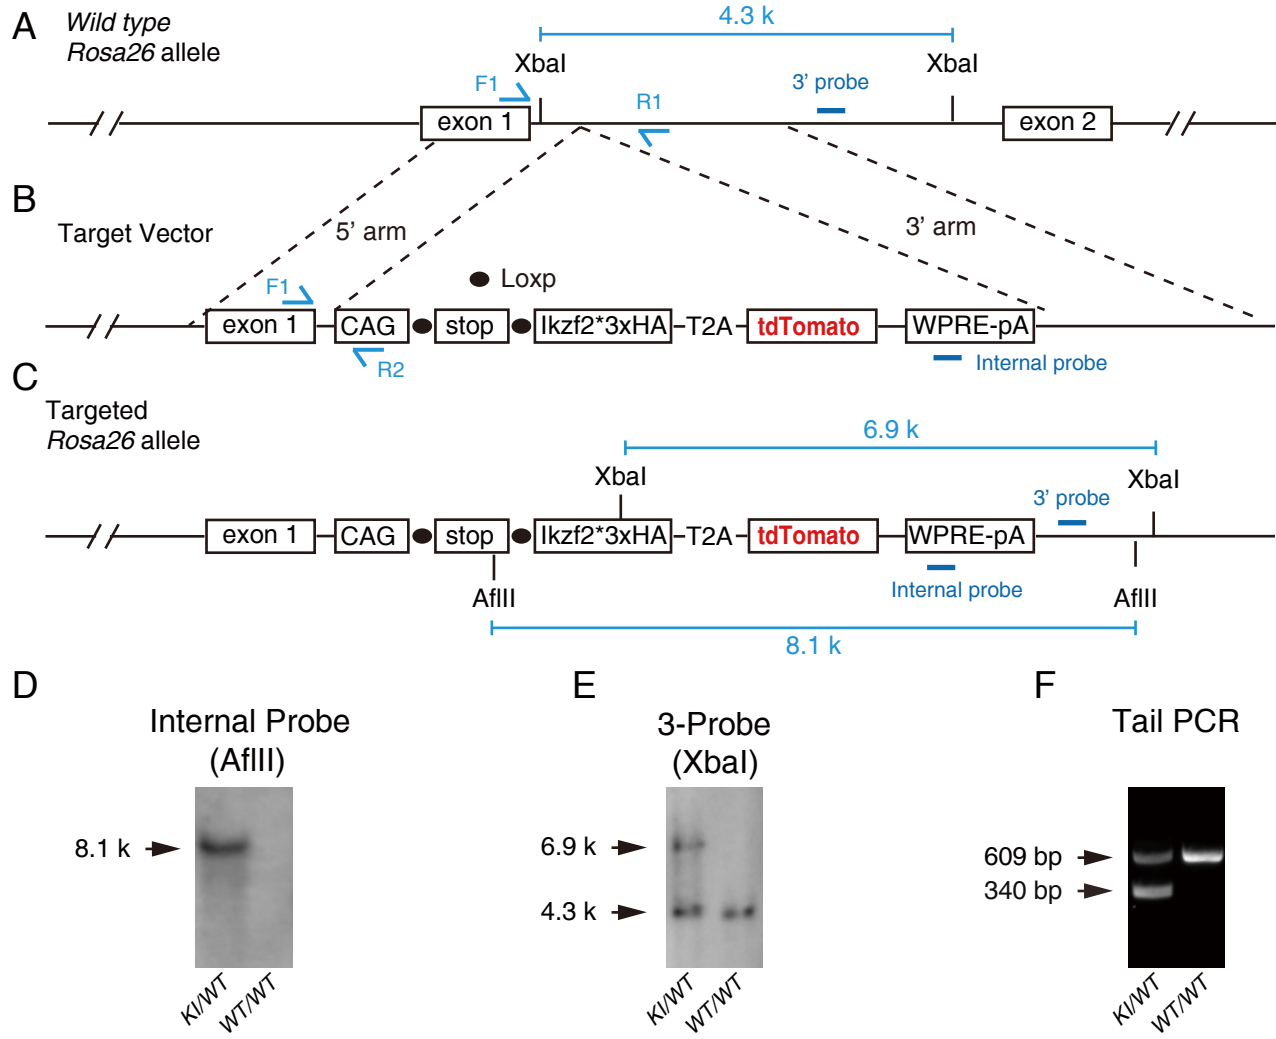 A
Wild type
Rosa26 allele
4.3 k
XbaI
XbaI
F1
R1
3’ probe
exon 1
exon 2
B
Target Vector
5’ arm
3’ arm
Loxp
F1
exon 1
CAG
stop
Ikzf2*3xHA
T2A
tdTomato
WPRE-pA
R2
Internal probe
C
Targeted
Rosa26 allele
6.9 k
XbaI
XbaI
3’ probe
exon 1
CAG
stop
Ikzf2*3xHA
T2A
tdTomato
WPRE-pA
Internal probe
AflII
AflII
8.1 k
D
Internal Probe
(AflII)
8.1 k
KI/WT
WT/WT
E
3-Probe
(XbaI)
6.9 k
4.3 k
KI/WT
WT/WT
F
Tail PCR
609 bp
340 bp
KI/WT
WT/WT